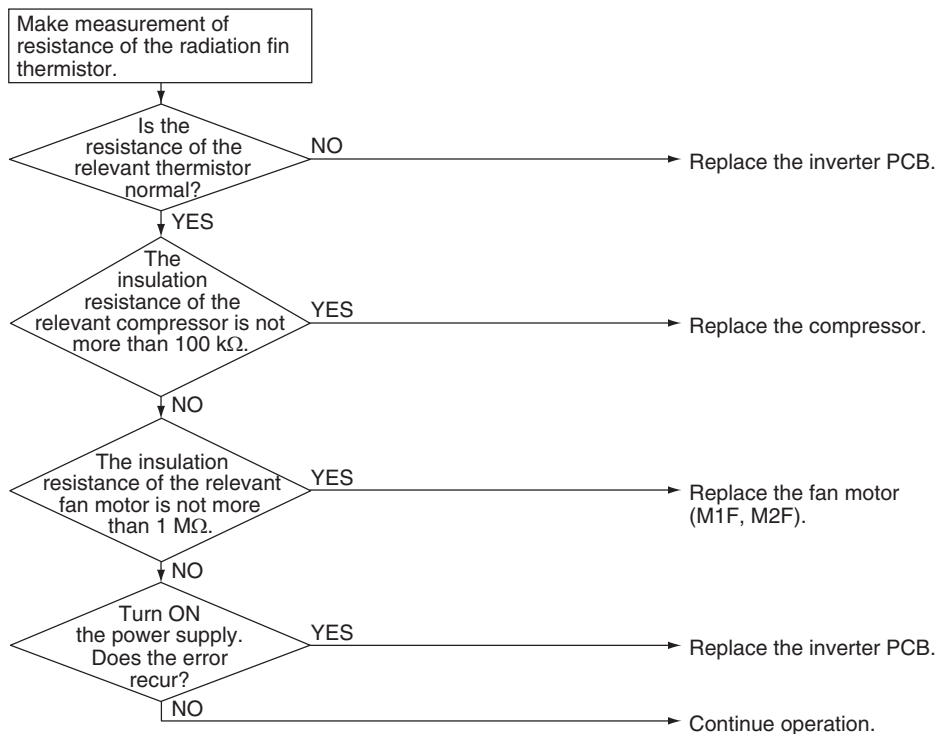 Make measurement of
resistance of the radiation fin
thermistor.
Is the
resistance of the
relevant thermistor
normal?
NO
Replace the inverter PCB.
YES
The
insulation
resistance of the
relevant compressor is not
more than 100 kΩ.
YES
Replace the compressor.
NO
The insulation
resistance of the relevant
fan motor is not more
than 1 MΩ.
YES
Replace the fan motor
(M1F, M2F).
NO
Turn ON
the power supply.
Does the error
recur?
YES
Replace the inverter PCB.
NO
Continue operation.